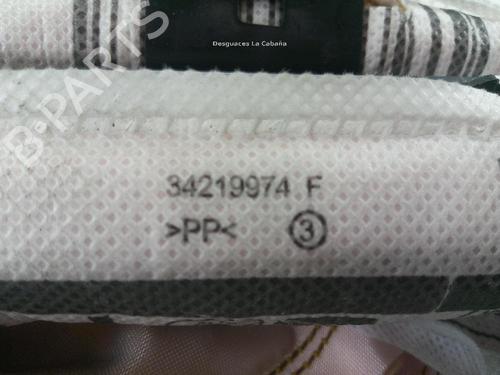 Desguaces La Cabaña
B-PARTS
34219974 F
>PP< 3